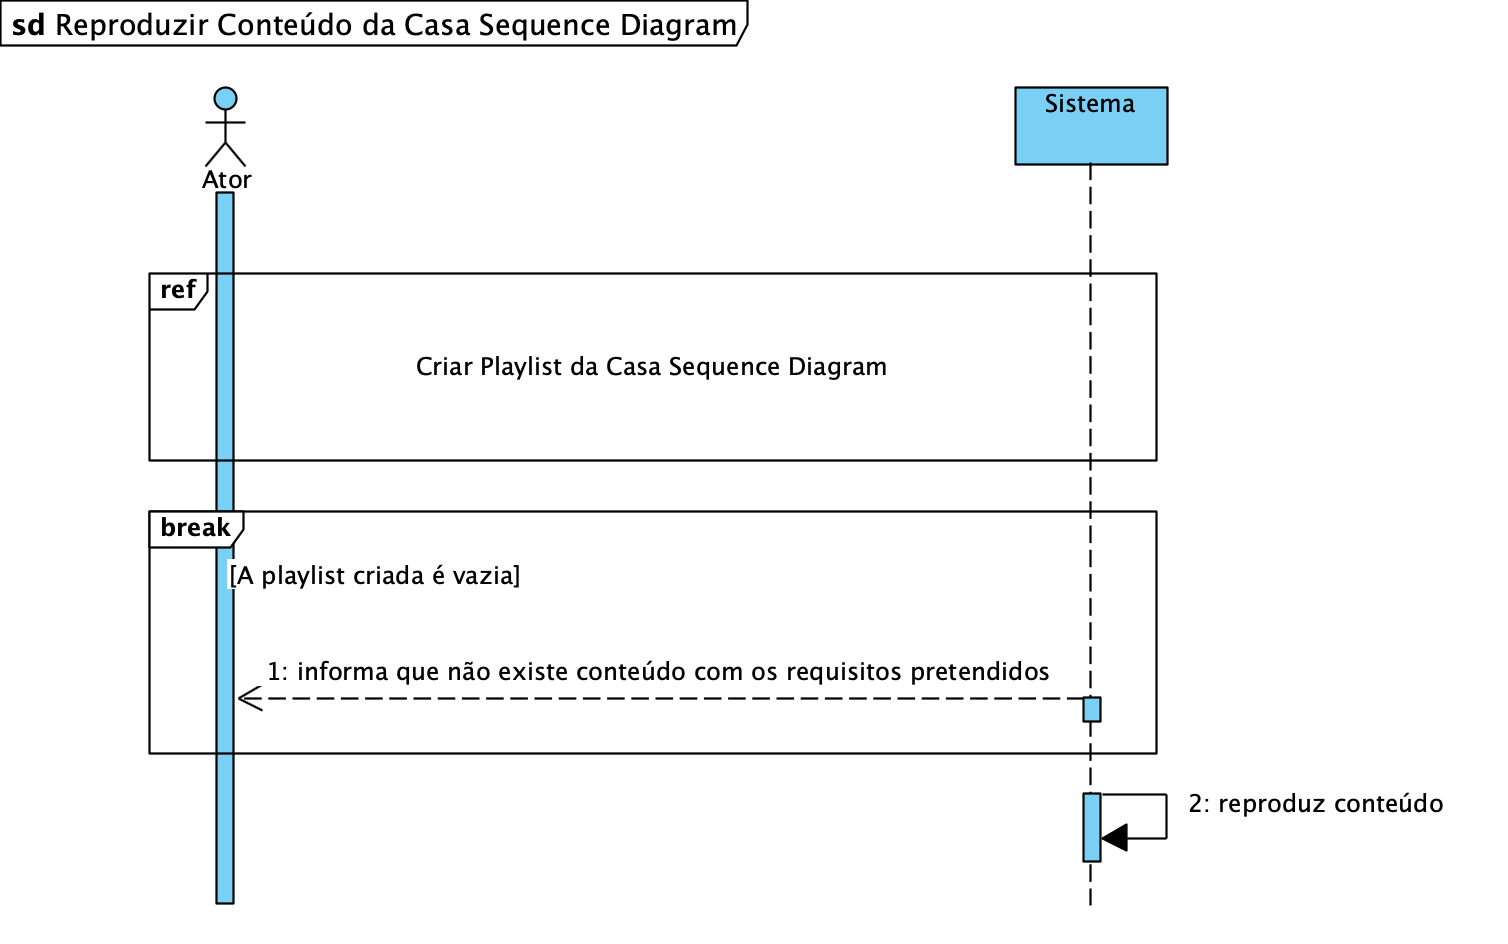 sd Reproduzir Conteúdo da Casa Sequence Diagram
Ator
Sistema
ref
Criar Playlist da Casa Sequence Diagram
break
[A playlist criada é vazia]
1: informa que não existe conteúdo com os requisitos pretendidos
2: reproduz conteúdo